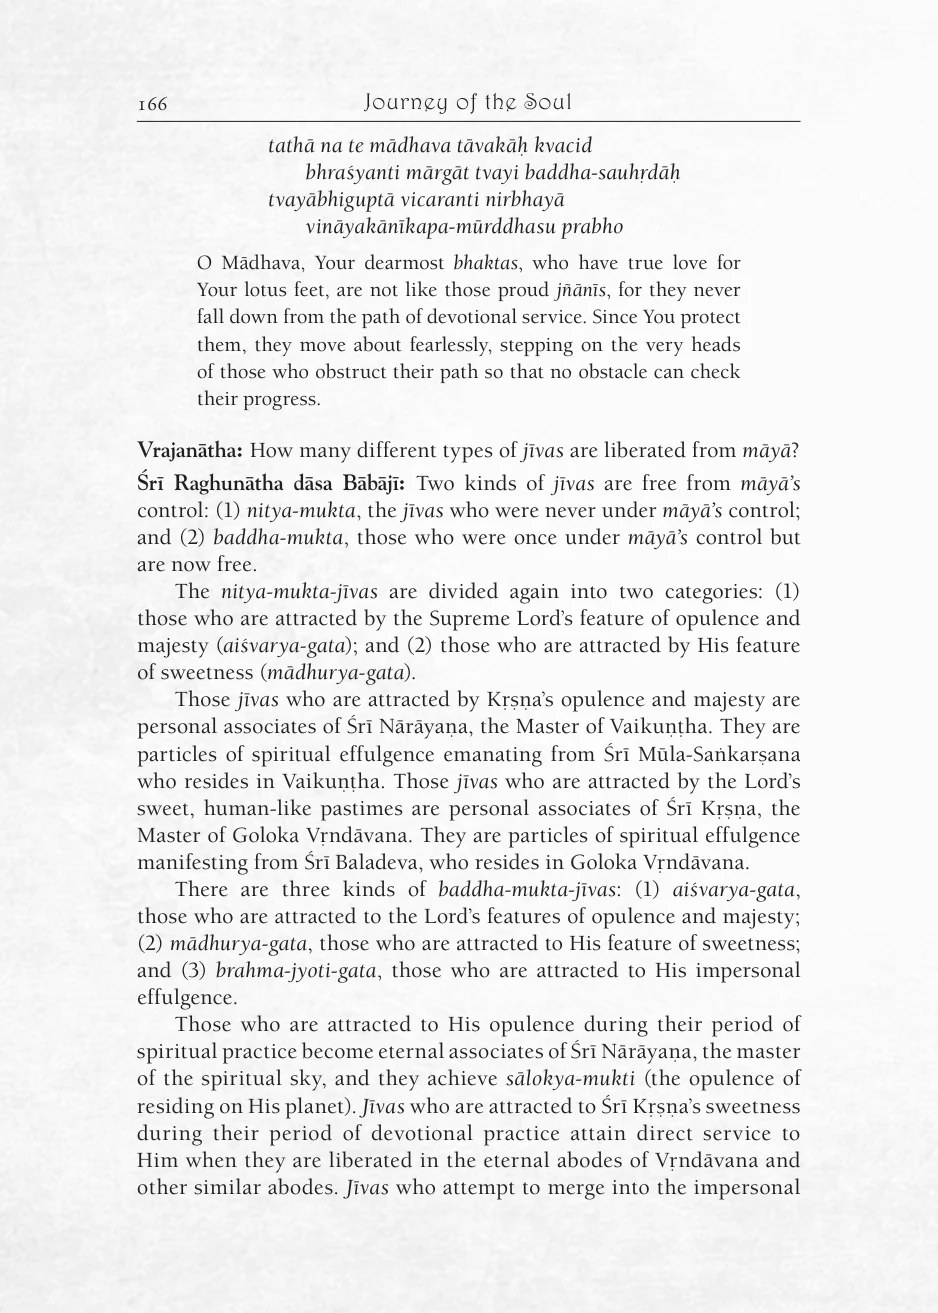 166
Journey of the Soul
tathā na te mādhava tāvakāḥ kvacid
bhraśyanti mārgāt tvayi baddha-sauhṛdāḥ
tvayābhiguptā vicaranti nirbhayā
vināyakānīkapa-mūrddhasu prabho
O Mādhava, Your dearmost bhaktas, who have true love for
Your lotus feet, are not like those proud jñānīs, for they never
fall down from the path of devotional service. Since You protect
them, they move about fearlessly, stepping on the very heads
of those who obstruct their path so that no obstacle can check
their progress.
Vrajanātha: How many different types of jīvas are liberated from māyā?
Śrī Raghunātha dāsa Bābājī: Two kinds of jīvas are free from māyā’s
control: (1) nitya-mukta, the jīvas who were never under māyā’s control;
and (2) baddha-mukta, those who were once under māyā’s control but
are now free.
The nitya-mukta-jīvas are divided again into two categories: (1)
those who are attracted by the Supreme Lord’s feature of opulence and
majesty (aiśvarya-gata); and (2) those who are attracted by His feature
of sweetness (mādhurya-gata).
Those jīvas who are attracted by Kṛṣṇa’s opulence and majesty are
personal associates of Śrī Nārāyaṇa, the Master of Vaikuṇṭha. They are
particles of spiritual effulgence emanating from Śrī Mūla-Saṅkarṣana
who resides in Vaikuṇṭha. Those jīvas who are attracted by the Lord’s
sweet, human-like pastimes are personal associates of Śrī Kṛṣṇa, the
Master of Goloka Vṛndāvana. They are particles of spiritual effulgence
manifesting from Śrī Baladeva, who resides in Goloka Vṛndāvana.
There are three kinds of baddha-mukta-jīvas: (1) aiśvarya-gata,
those who are attracted to the Lord’s features of opulence and majesty;
(2) mādhurya-gata, those who are attracted to His feature of sweetness;
and (3) brahma-jyoti-gata, those who are attracted to His impersonal
effulgence.
Those who are attracted to His opulence during their period of
spiritual practice become eternal associates of Śrī Nārāyaṇa, the master
of the spiritual sky, and they achieve sālokya-mukti (the opulence of
residing on His planet). Jīvas who are attracted to Śrī Kṛṣṇa’s sweetness
during their period of devotional practice attain direct service to
Him when they are liberated in the eternal abodes of Vṛndāvana and
other similar abodes. Jīvas who attempt to merge into the impersonal